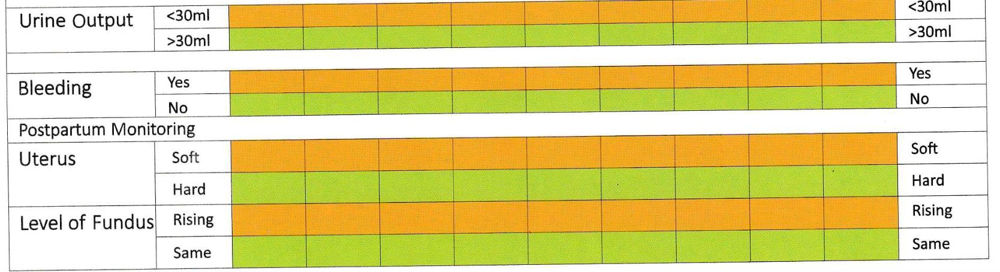 Urine Output <30ml <30ml
>30ml >30ml
Bleeding Yes Yes
No No
Postpartum Monitoring
Uterus Soft Soft
Hard Hard
Level of Fundus Rising Rising
Same Same